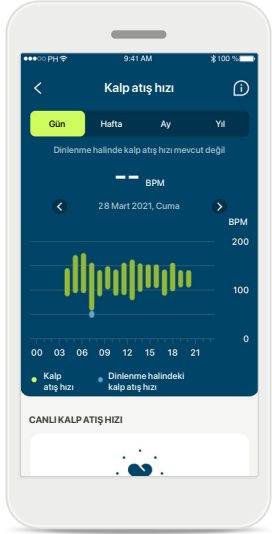 PH 9:41 AM 100 %
Kalp atış hızı
Gün Hafta Ay Yıl
Dinlenme halinde kalp atış hızı mevcut değil
-- BPM
28 Mart 2021, Cuma
BPM
200
100
0
00 03 06 09 12 15 18 21
Kalp atış hızı
Dinlenme halindeki kalp atış hızı
CANLI KALP ATIŞ HIZI